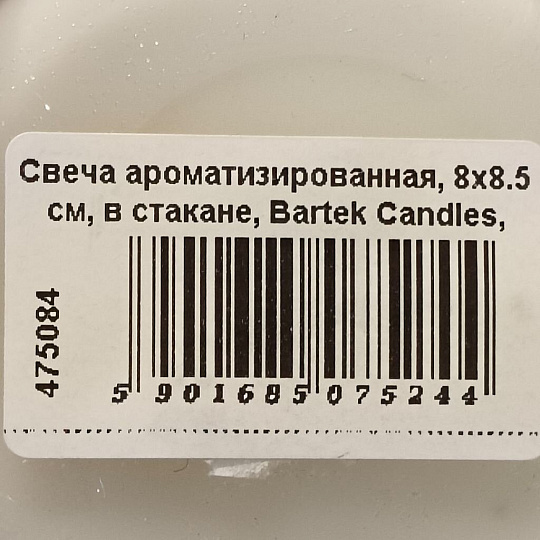 Свеча ароматизированная, 8x8.5
см, в стакане, Bartek Candles,
475084
5 901685 075244